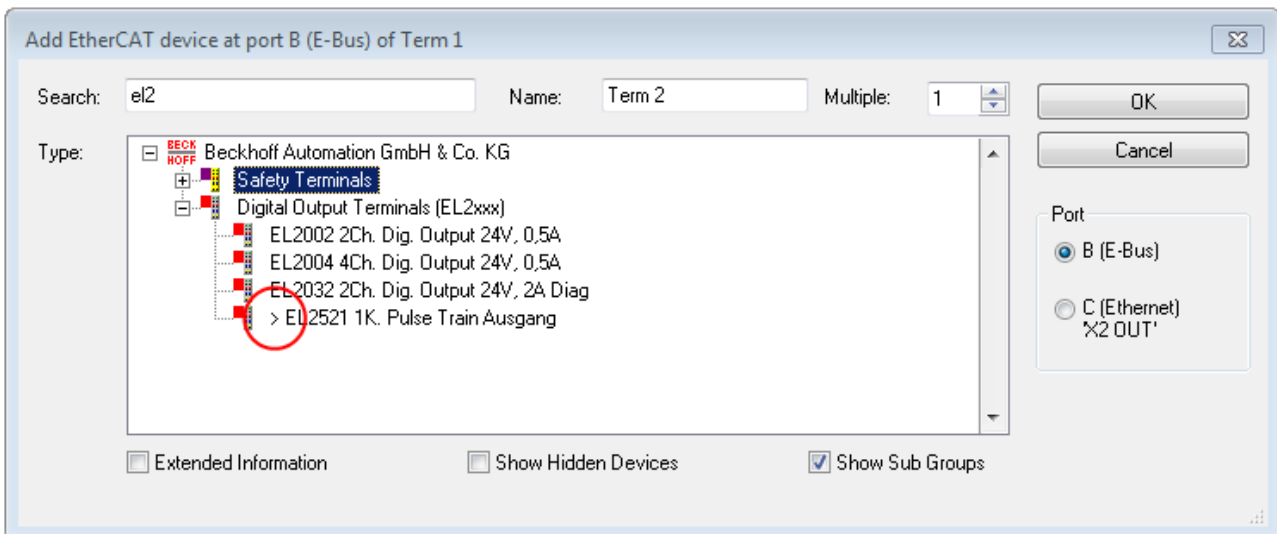 Add EtherCAT device at port B (E-Bus) of Term 1
Search: el2 Name: Term 2 Multiple: 1 OK
Type: BECKHOFF Beckhoff Automation GmbH & Co. KG Cancel
Safety Terminals
Digital Output Terminals (EL2xxx)
EL2002 2Ch. Dig. Output 24V, 0,5A
EL2004 4Ch. Dig. Output 24V, 0,5A
EL2032 2Ch. Dig. Output 24V, 2A Diag
> EL2521 1K. Pulse Train Ausgang
Port
B (E-Bus)
C (Ethernet)
'X2 OUT'
Extended Information Show Hidden Devices Show Sub Groups